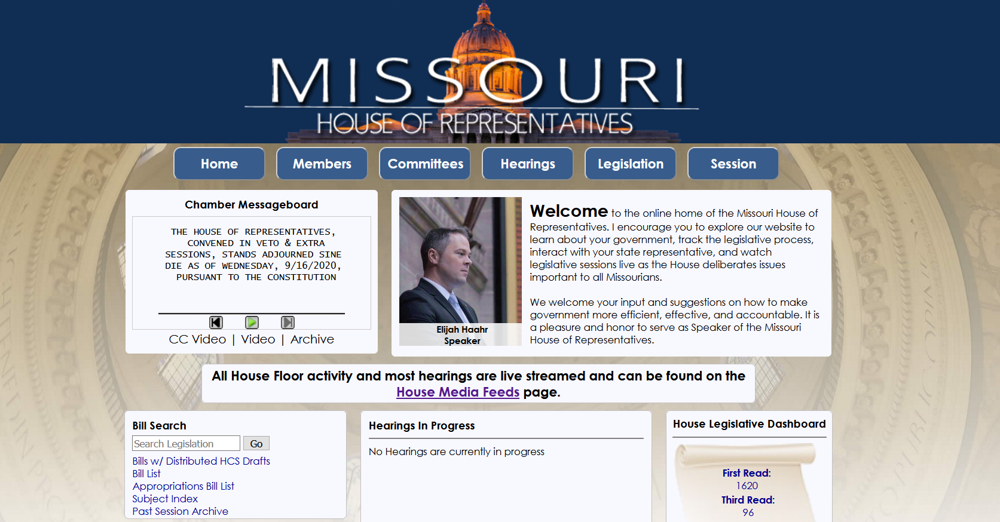 MISSOURI
HOUSE OF REPRESENTATIVES
Home
Members
Committees
Hearings
Legislation
Session
Chamber Messageboard
THE HOUSE OF REPRESENTATIVES,
CONVENED IN VETO & EXTRA
SESSIONS, STANDS ADJOURNED SINE
DIE AS OF WEDNESDAY, 9/16/2020,
PURSUANT TO THE CONSTITUTION
CC Video | Video | Archive
Elijah Haahr
Speaker
Welcome to the online home of the Missouri House of
Representatives. I encourage you to explore our website to
learn about your government, track the legislative process,
interact with your state representative, and watch
legislative sessions live as the House deliberates issues
important to all Missourians.
We welcome your input and suggestions on how to make
government more efficient, effective, and accountable. It is
a pleasure and honor to serve as Speaker of the Missouri
House of Representatives.
All House Floor activity and most hearings are live streamed and can be found on the
House Media Feeds page.
Bill Search
Search Legislation
Go
Bills w/ Distributed HCS Drafts
Bill List
Appropriations Bill List
Subject Index
Past Session Archive
Hearings In Progress
No Hearings are currently in progress
House Legislative Dashboard
First Read:
1620
Third Read:
96